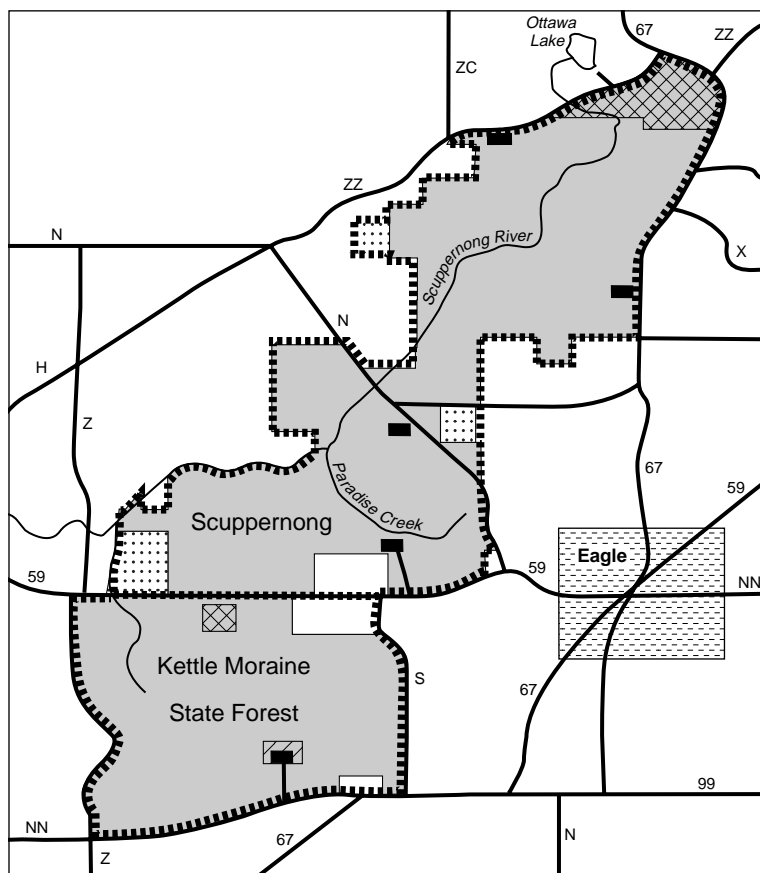 Ottawa
Lake
67
ZZ
ZC
ZZ
N
Scuppernong River
X
N
H
Z
67
59
Paradise Creek
Scuppernong
Eagle
59
59
NN
Kettle Moraine
State Forest
S
67
99
NN
Z
67
N